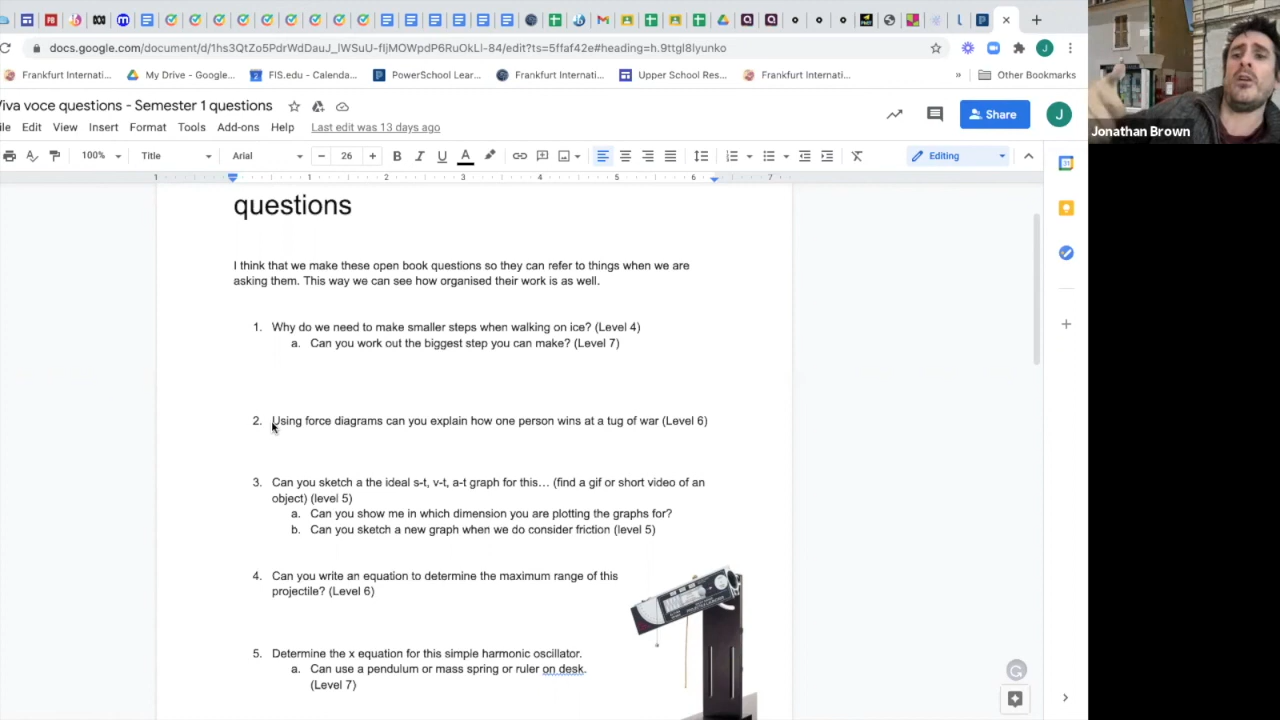 docs.google.com/document/d/1hs3QtZo5PdrWdDauJ_lWSuU-fIjMOWpdP6RuOkLl-84/edit?ts=5ffaf42e#heading=h.9ttgl8lyunko
Frankfurt Internati... My Drive - Google... FIS.edu - Calenda... PowerSchool Lear... Frankfurt Internati... Upper School Res... Frankfurt Internati... » Other Bookmarks
Viva voce questions - Semester 1 questions
Edit View Insert Format Tools Add-ons Help Last edit was 13 days ago
Share J
100% Title Arial 26 B I U A Editing
1 1 2 3 4 5 6 7
Jonathan Brown
questions
I think that we make these open book questions so they can refer to things when we are
asking them. This way we can see how organised their work is as well.
1. Why do we need to make smaller steps when walking on ice? (Level 4)
a. Can you work out the biggest step you can make? (Level 7)
2. Using force diagrams can you explain how one person wins at a tug of war (Level 6)
3. Can you sketch a the ideal s-t, v-t, a-t graph for this… (find a gif or short video of an
object) (level 5)
a. Can you show me in which dimension you are plotting the graphs for?
b. Can you sketch a new graph when we do consider friction (level 5)
4. Can you write an equation to determine the maximum range of this
projectile? (Level 6)
5. Determine the x equation for this simple harmonic oscillator.
a. Can use a pendulum or mass spring or ruler on desk.
(Level 7)